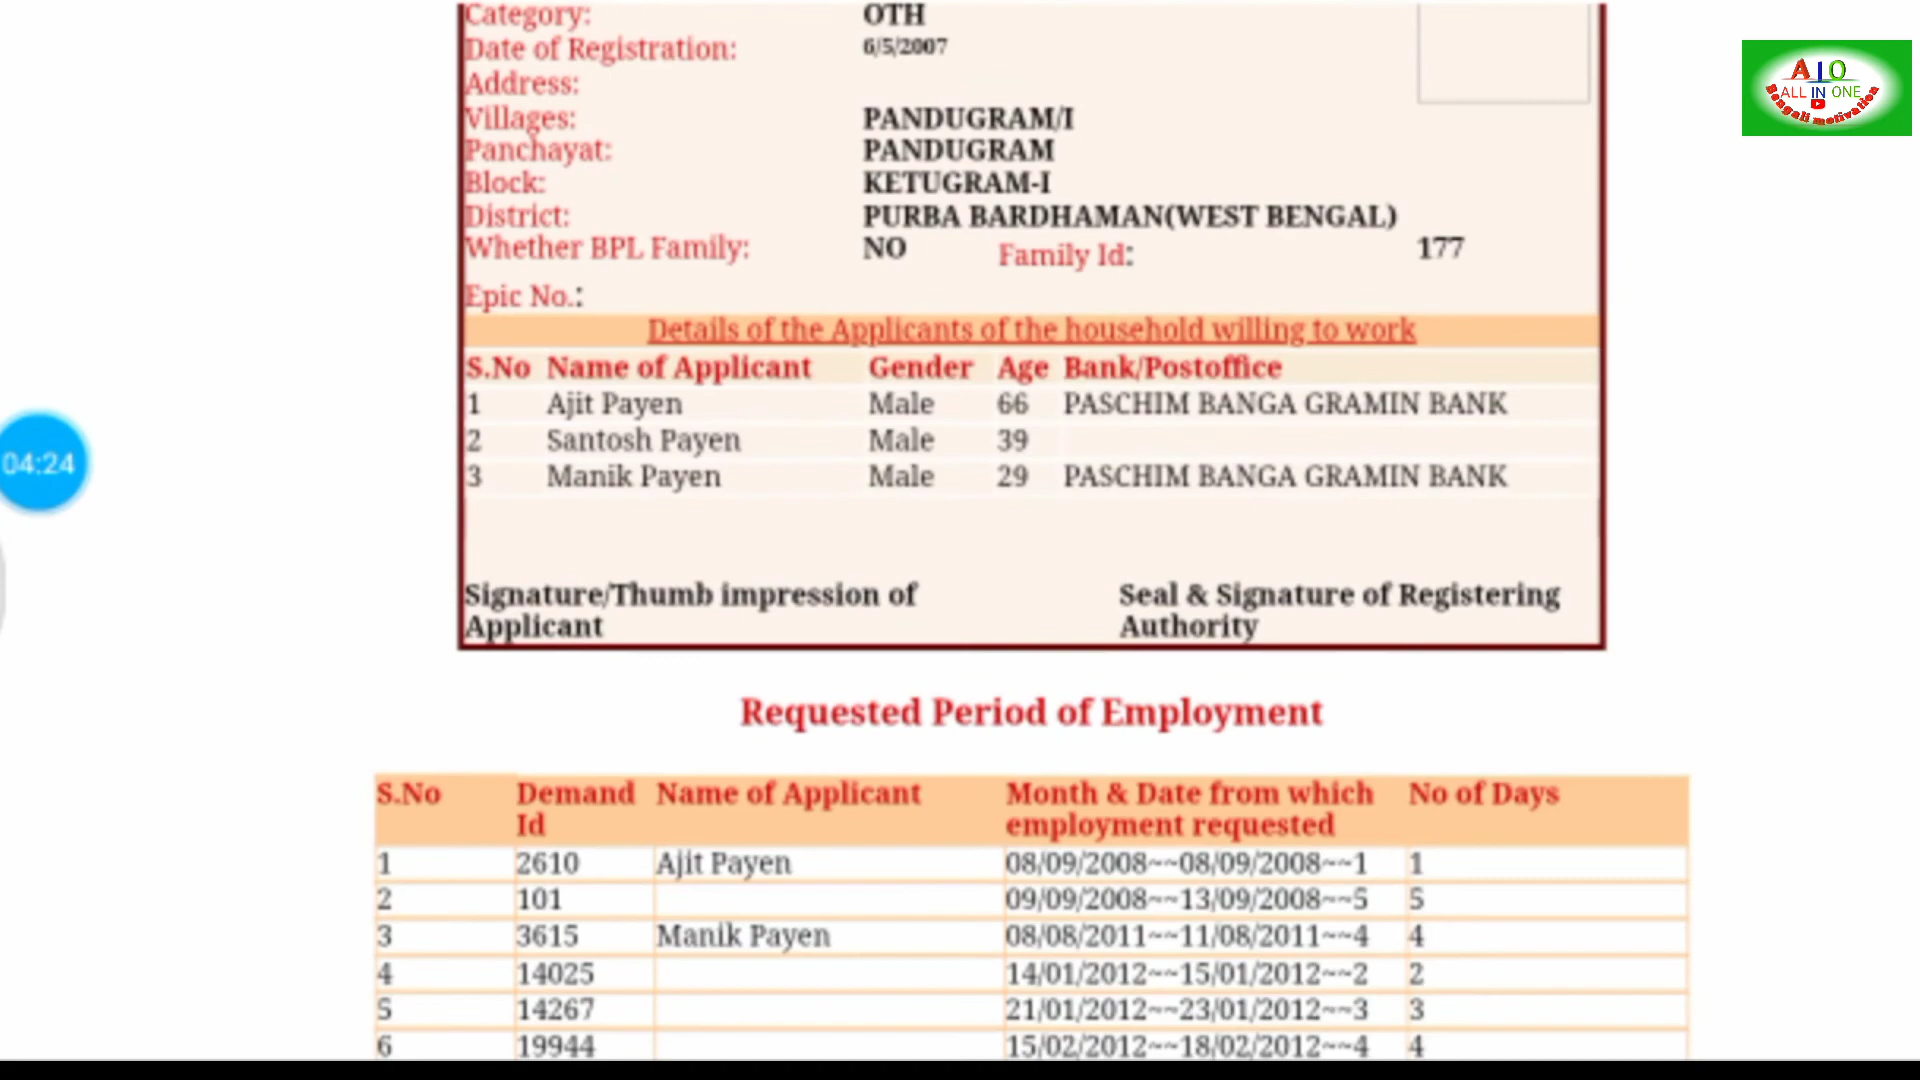 Category: OTH
Date of Registration: 6/5/2007
Address:
Villages: PANDUGRAM/I
Panchayat: PANDUGRAM
Block: KETUGRAM-I
District: PURBA BARDHAMAN(WEST BENGAL)
Whether BPL Family: NO Family Id: 177
Epic No.:
Details of the Applicants of the household willing to work
S.No Name of Applicant Gender Age Bank/Postoffice
1 Ajit Payen Male 66 PASCHIM BANGA GRAMIN BANK
2 Santosh Payen Male 39
3 Manik Payen Male 29 PASCHIM BANGA GRAMIN BANK
Signature/Thumb impression of Applicant
Seal & Signature of Registering Authority
Requested Period of Employment
S.No Demand Id Name of Applicant Month & Date from which employment requested No of Days
1 2610 Ajit Payen 08/09/2008~~08/09/2008~~1 1
2 101 09/09/2008~~13/09/2008~~5 5
3 3615 Manik Payen 08/08/2011~~11/08/2011~~4 4
4 14025 14/01/2012~~15/01/2012~~2 2
5 14267 21/01/2012~~23/01/2012~~3 3
6 19944 15/02/2012~~18/02/2012~~4 4
04:24
AIO
ALL IN ONE
Bengali motivation